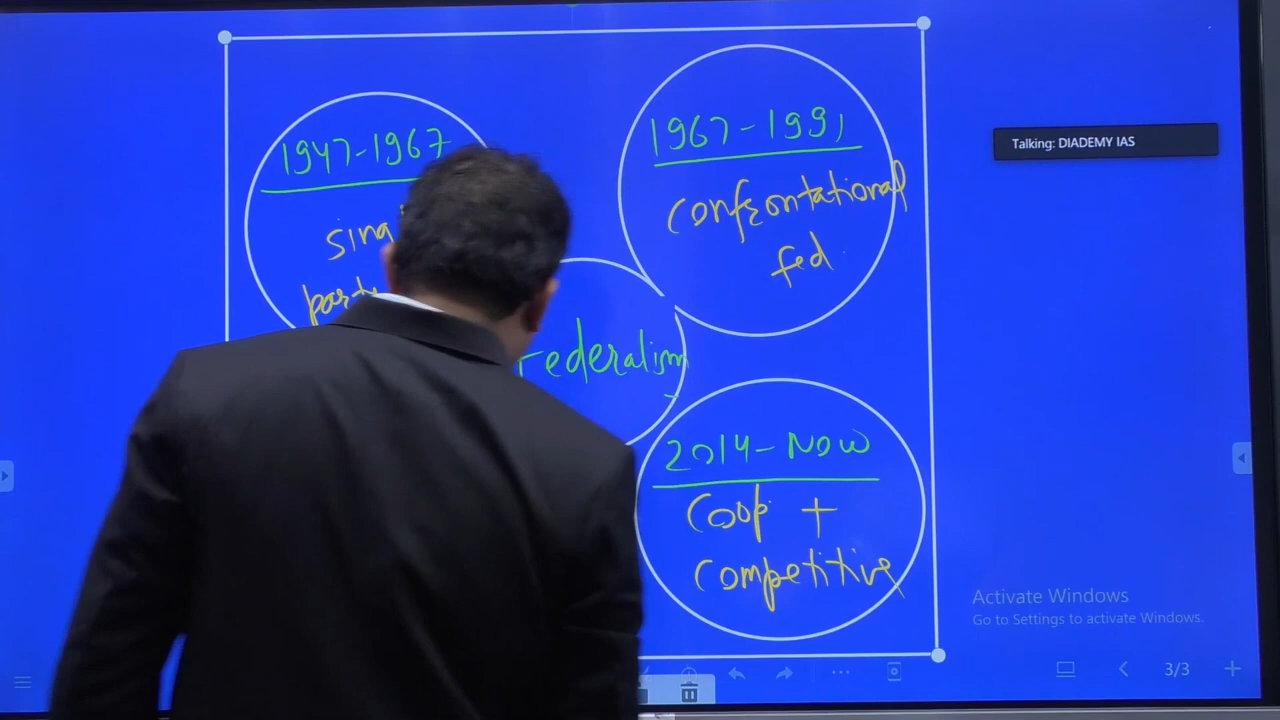 1947-1967
1967-1991
confrontational
fed
Federalism
2014-Now
Coop +
competitive
Talking: DIADEMY IAS
Activate Windows
Go to Settings to activate Windows.
3/3